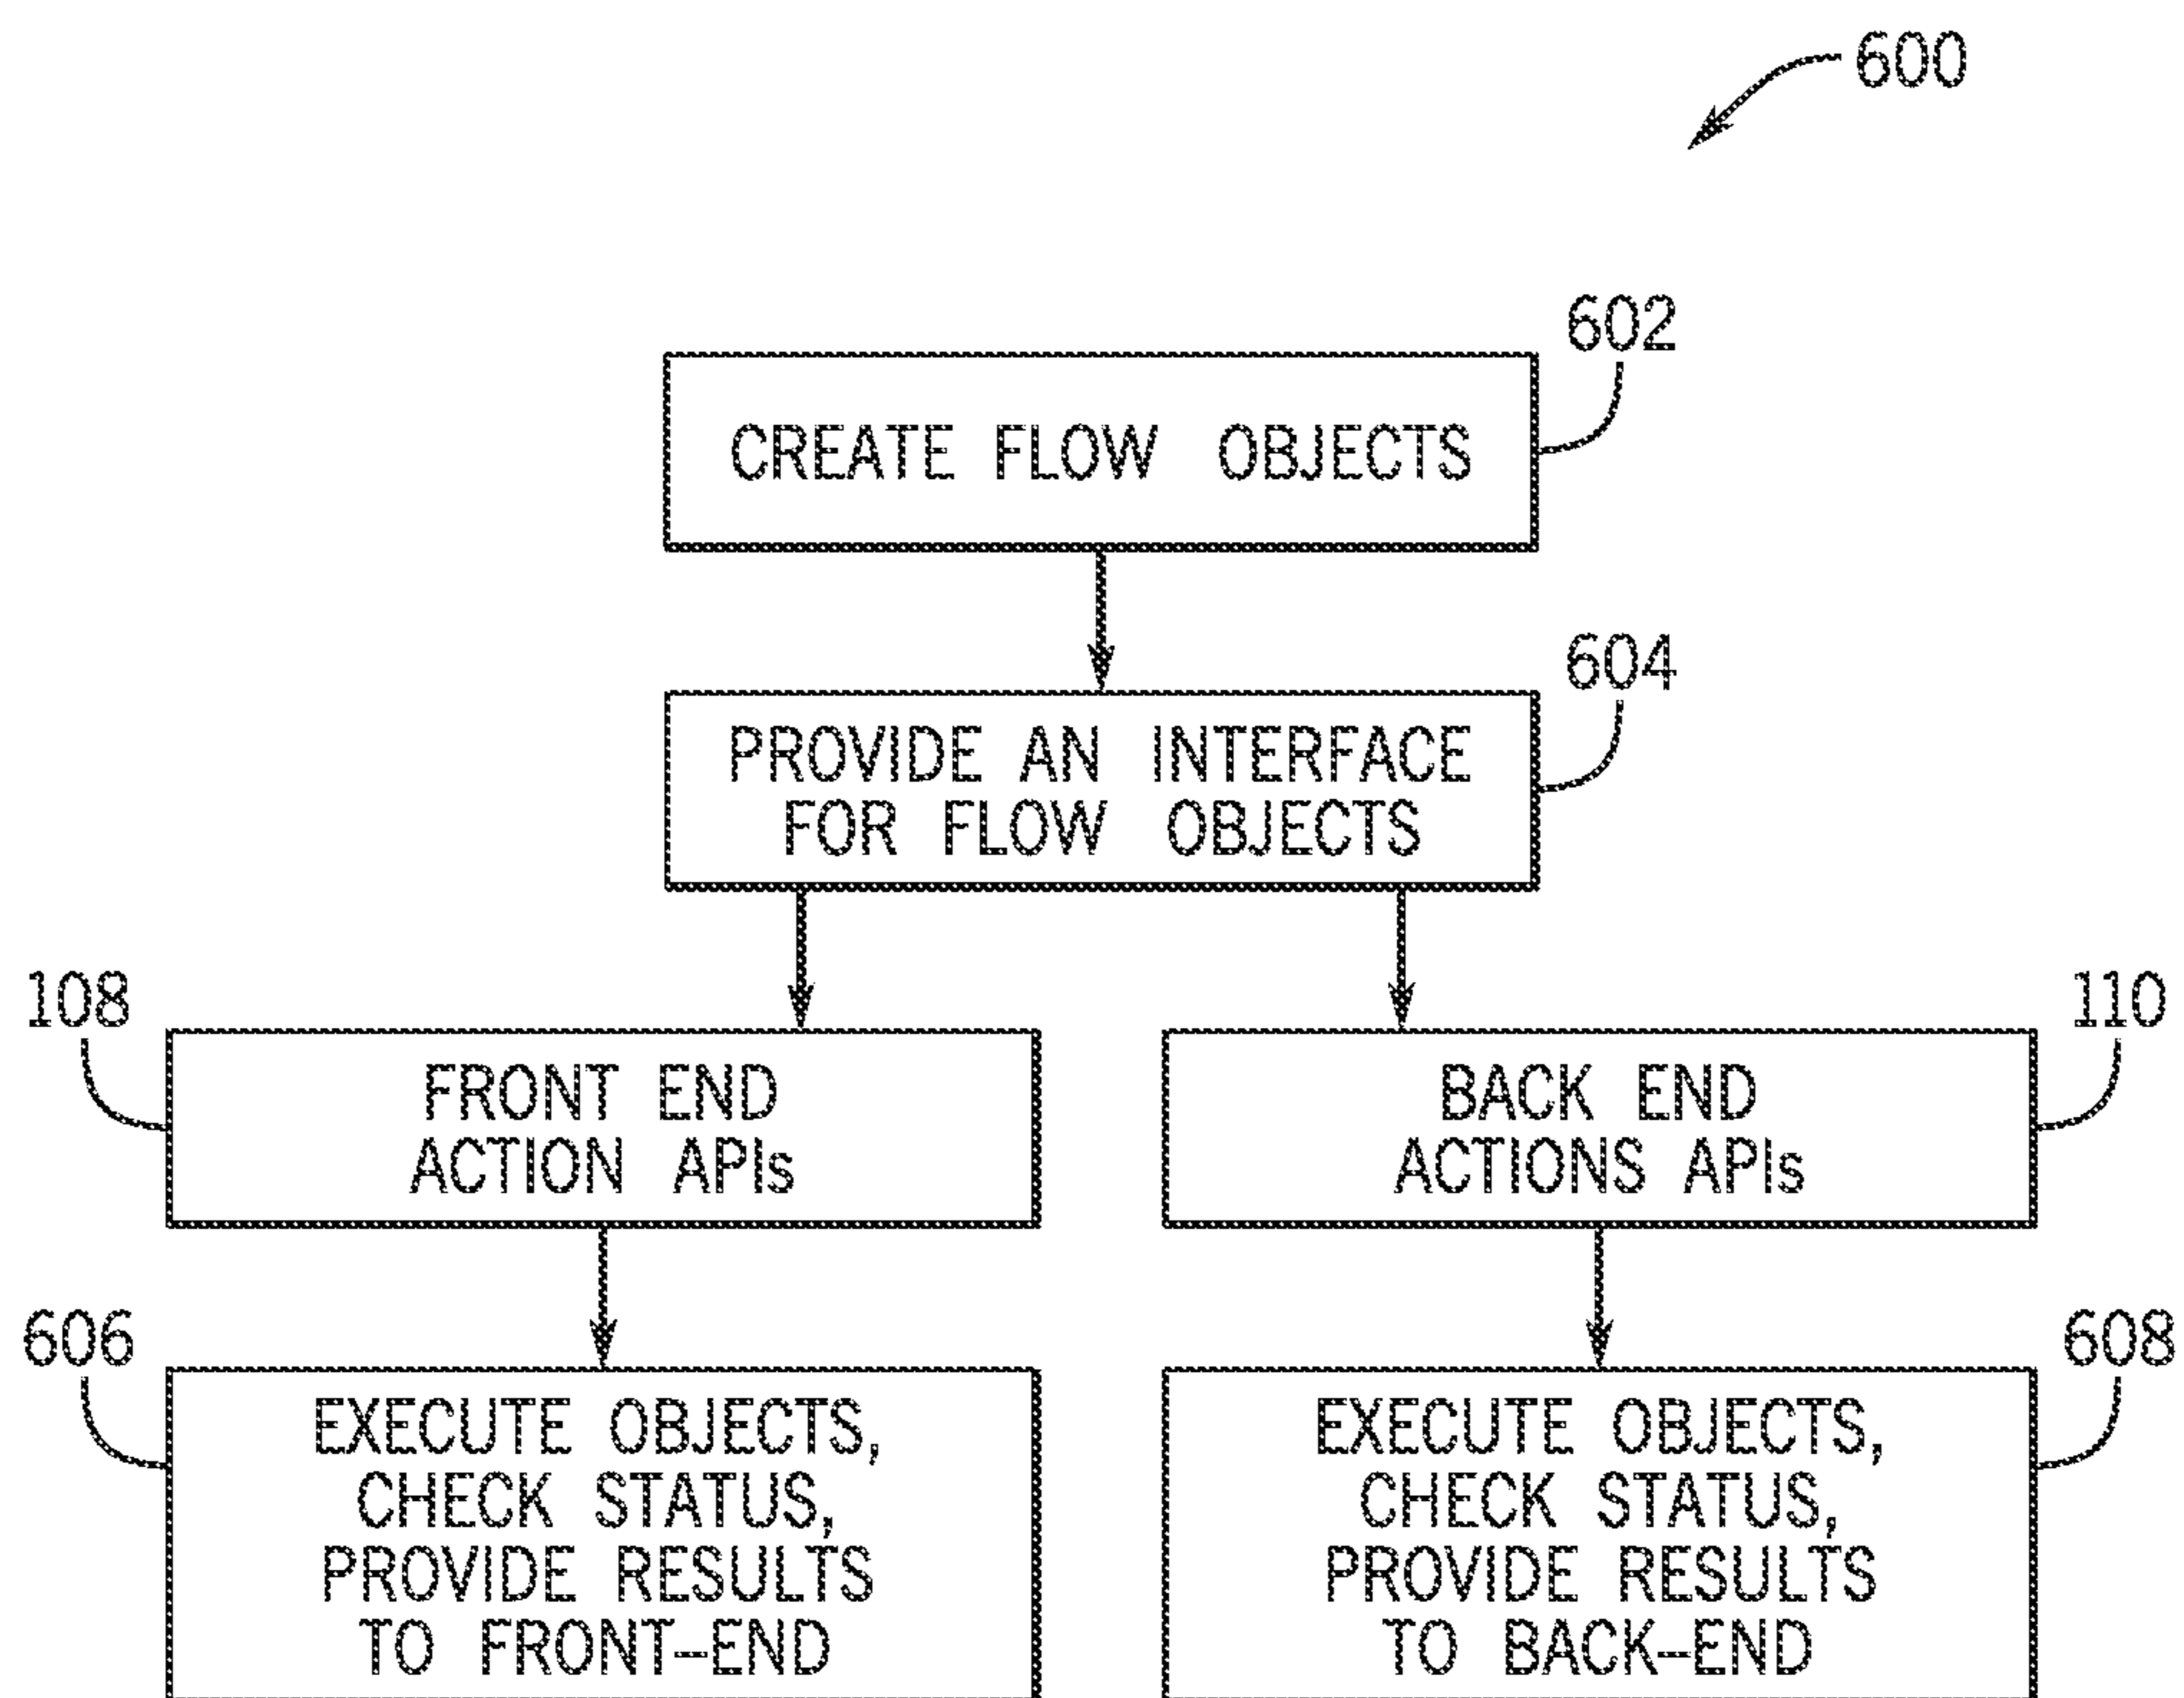 600
602
CREATE FLOW OBJECTS
604
PROVIDE AN INTERFACE
FOR FLOW OBJECTS
108
110
FRONT END
ACTION APIs
BACK END
ACTIONS APIs
606
608
EXECUTE OBJECTS,
CHECK STATUS,
PROVIDE RESULTS
TO FRONT-END
EXECUTE OBJECTS,
CHECK STATUS,
PROVIDE RESULTS
TO BACK-END